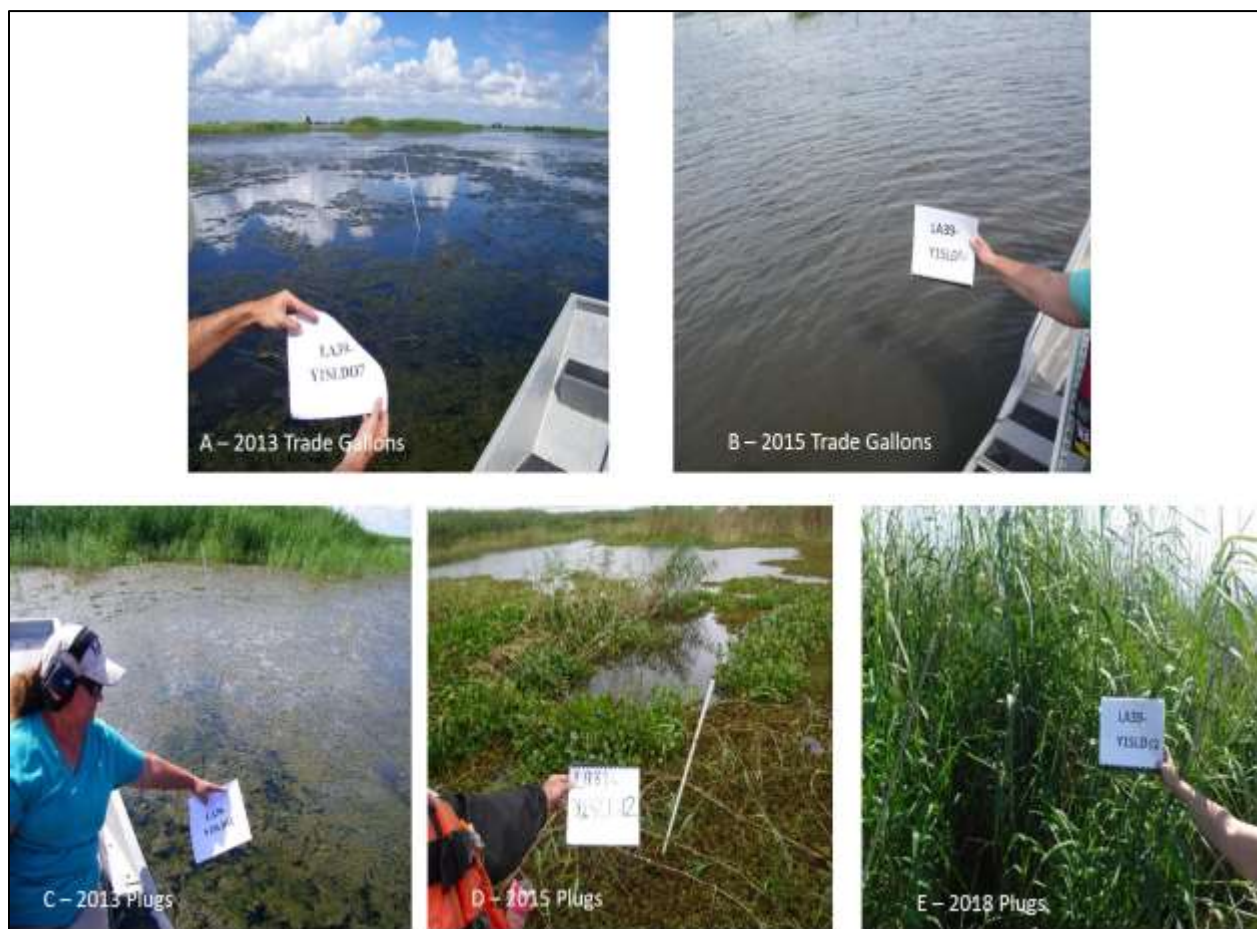 LA39-
Y1SLD07
A – 2013 Trade Gallons
LA39-
B – 2015 Trade Gallons
C – 2013 Plugs
D – 2015 Plugs
LA39-
Y1SLD12
E – 2018 Plugs